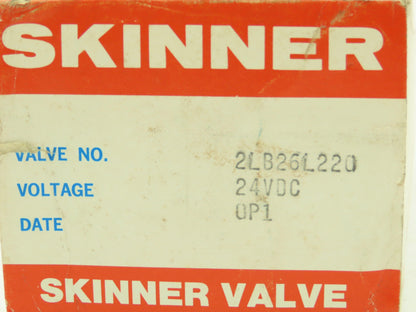 SKINNER
VALVE NO. 2LB26L220
VOLTAGE 24VDC
DATE 0P1
SKINNER VALVE